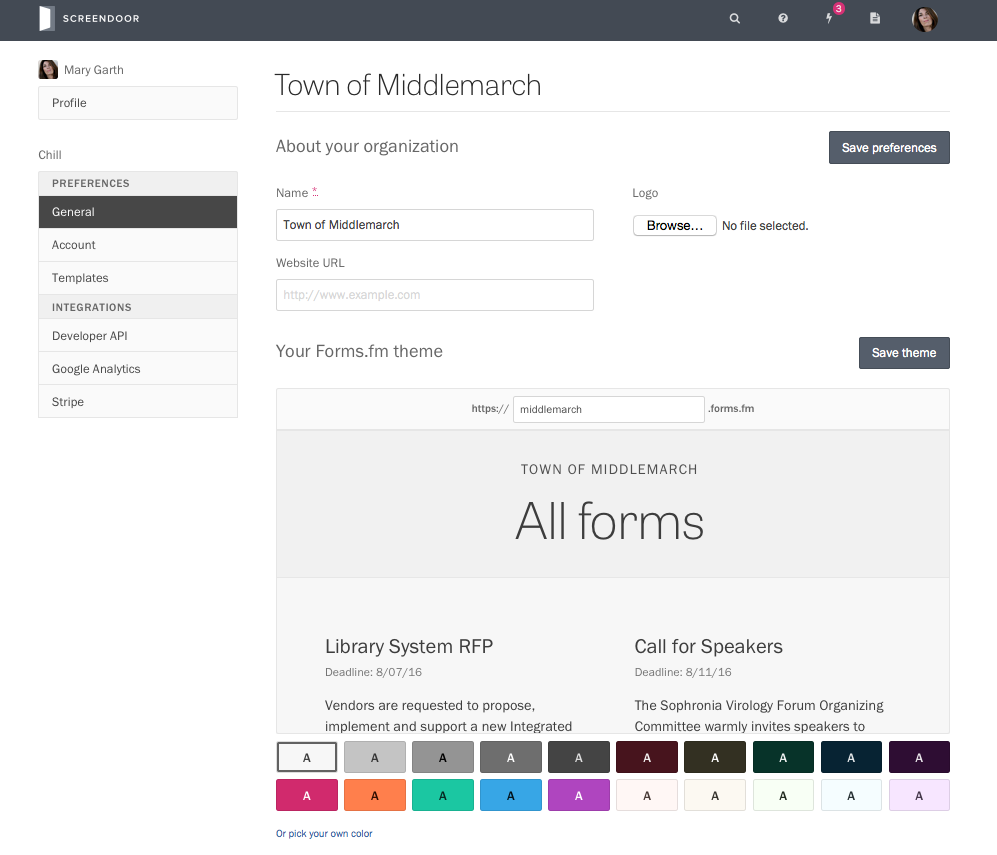 SCREENDOOR
3
Mary Garth
Profile
Chill
PREFERENCES
General
Account
Templates
INTEGRATIONS
Developer API
Google Analytics
Stripe
Town of Middlemarch
About your organization
Save preferences
Name *
Logo
Town of Middlemarch
Browse... No file selected.
Website URL
http://www.example.com
Your Forms.fm theme
Save theme
https:// middlemarch .forms.fm
TOWN OF MIDDLEMARCH
All forms
Library System RFP
Deadline: 8/07/16
Vendors are requested to propose,
implement and support a new Integrated
Call for Speakers
Deadline: 8/11/16
The Sophronia Virology Forum Organizing
Committee warmly invites speakers to
A A A A A A A A A A
A A A A A A A A A A
Or pick your own color